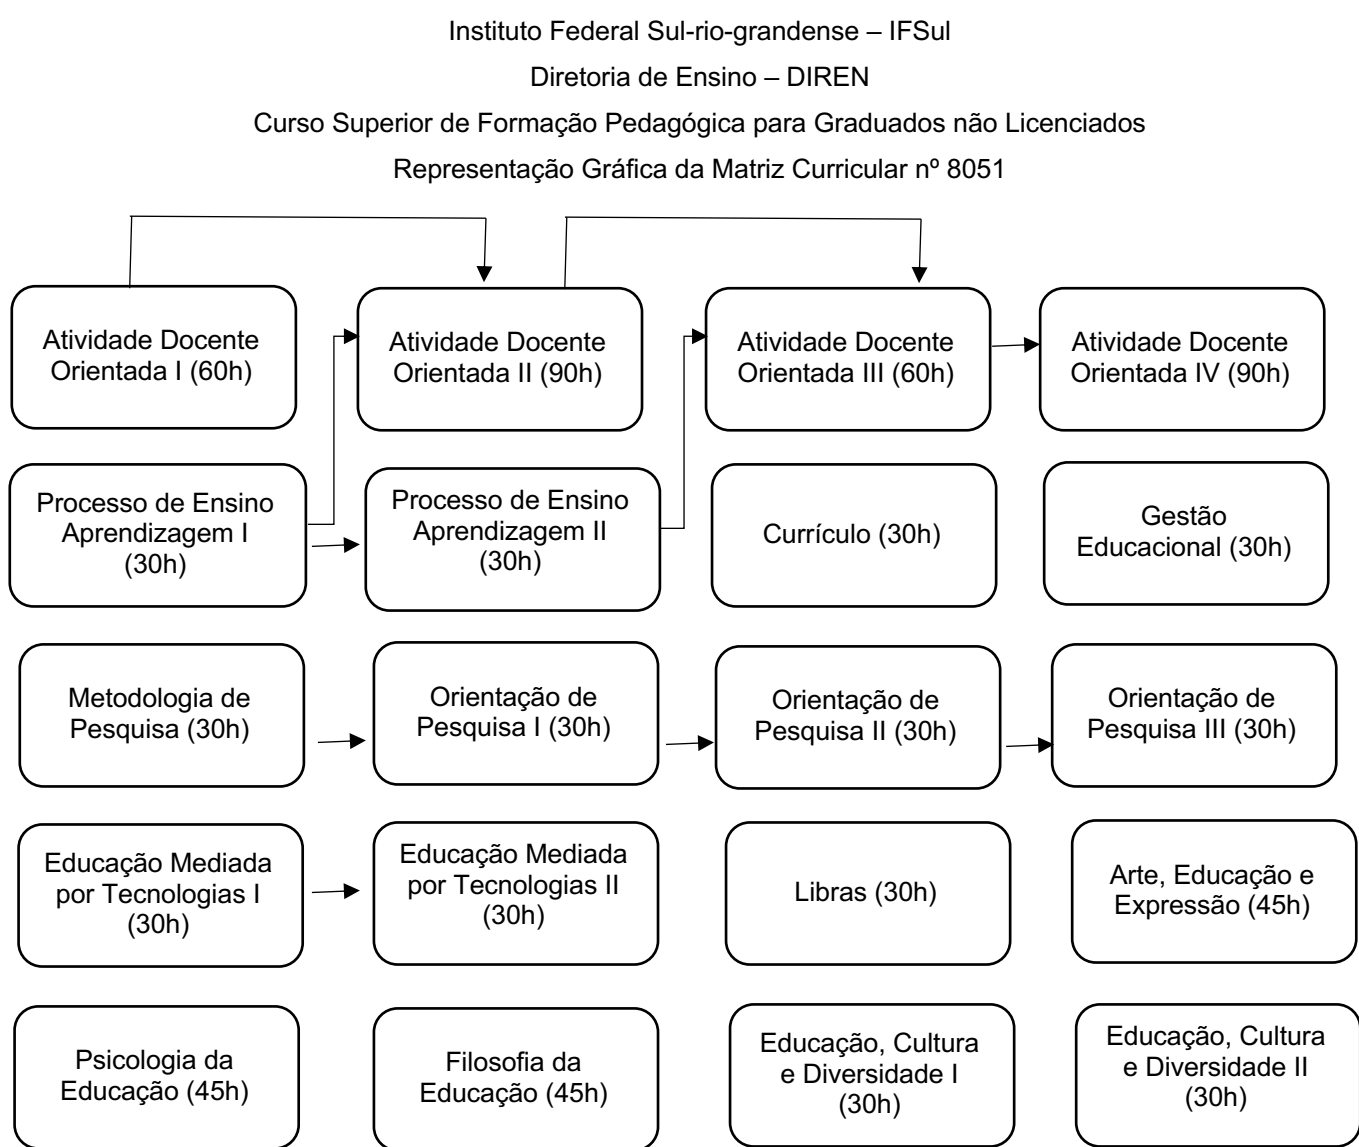 Instituto Federal Sul-rio-grandense – IFSul
Diretoria de Ensino – DIREN
Curso Superior de Formação Pedagógica para Graduados não Licenciados
Representação Gráfica da Matriz Curricular nº 8051
Atividade Docente
Orientada I (60h)
Atividade Docente
Orientada II (90h)
Atividade Docente
Orientada III (60h)
Atividade Docente
Orientada IV (90h)
Processo de Ensino
Aprendizagem I
(30h)
Processo de Ensino
Aprendizagem II
(30h)
Currículo (30h)
Gestão
Educacional (30h)
Metodologia de
Pesquisa (30h)
Orientação de
Pesquisa I (30h)
Orientação de
Pesquisa II (30h)
Orientação de
Pesquisa III (30h)
Educação Mediada
por Tecnologias I
(30h)
Educação Mediada
por Tecnologias II
(30h)
Libras (30h)
Arte, Educação e
Expressão (45h)
Psicologia da
Educação (45h)
Filosofia da
Educação (45h)
Educação, Cultura
e Diversidade I
(30h)
Educação, Cultura
e Diversidade II
(30h)